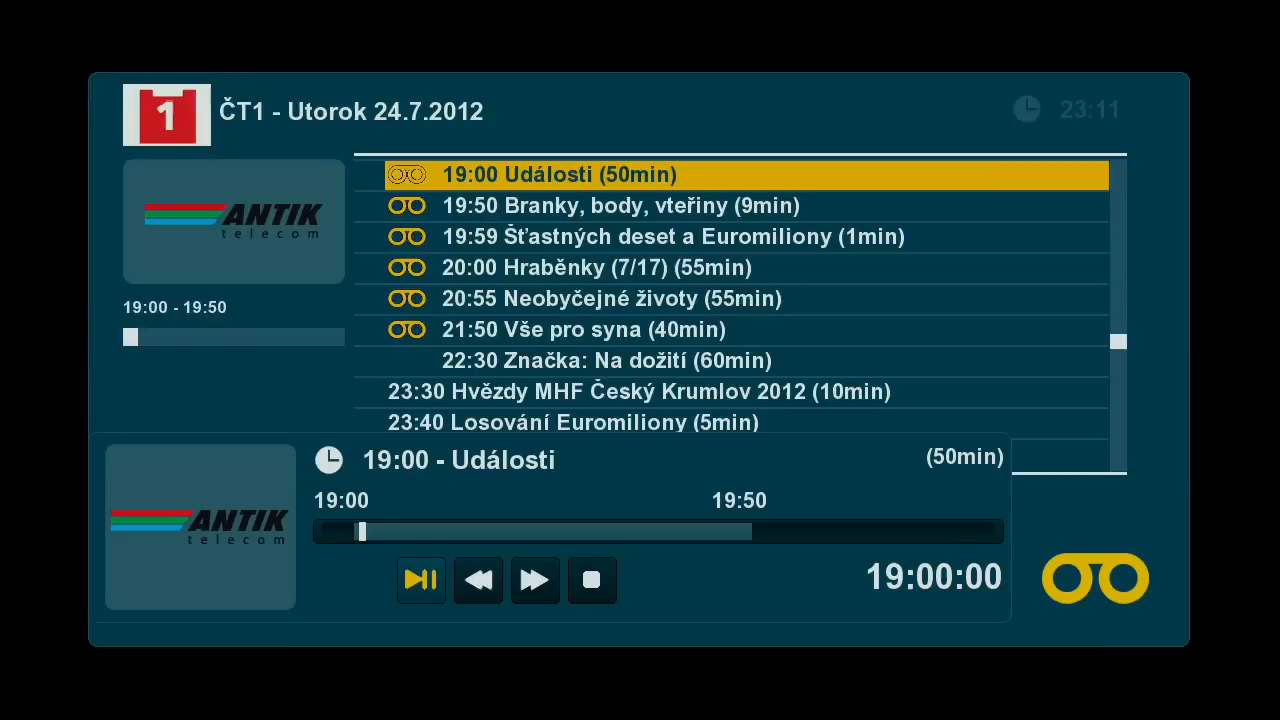 1
ČT1 - Utorok 24.7.2012
23:11
ANTIK
telecom
19:00 - 19:50
19:00 Události (50min)
19:50 Branky, body, vteřiny (9min)
19:59 Šťastných deset a Euromiliony (1min)
20:00 Hraběnky (7/17) (55min)
20:55 Neobyčejné životy (55min)
21:50 Vše pro syna (40min)
22:30 Značka: Na dožití (60min)
23:30 Hvězdy MHF Český Krumlov 2012 (10min)
23:40 Losování Euromiliony (5min)
ANTIK
telecom
19:00 - Události
(50min)
19:00
19:50
19:00:00